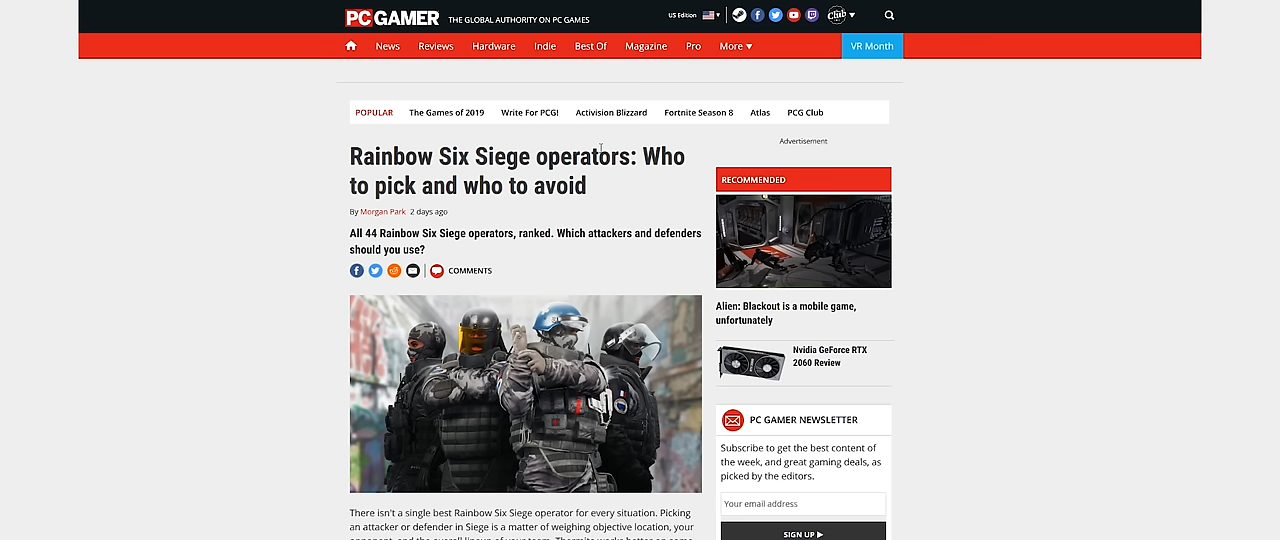 PC GAMER THE GLOBAL AUTHORITY ON PC GAMES US Edition Club
News Reviews Hardware Indie Best Of Magazine Pro More VR Month
POPULAR The Games of 2019 Write For PCG! Activision Blizzard Fortnite Season 8 Atlas PCG Club
Rainbow Six Siege operators: Who
to pick and who to avoid
By Morgan Park 2 days ago
All 44 Rainbow Six Siege operators, ranked. Which attackers and defenders
should you use?
COMMENTS
There isn't a single best Rainbow Six Siege operator for every situation. Picking
an attacker or defender in Siege is a matter of weighing objective location, your
Advertisement
RECOMMENDED
Alien: Blackout is a mobile game,
unfortunately
Nvidia GeForce RTX
2060 Review
PC GAMER NEWSLETTER
Subscribe to get the best content of
the week, and great gaming deals, as
picked by the editors.
Your email address
SIGN UP